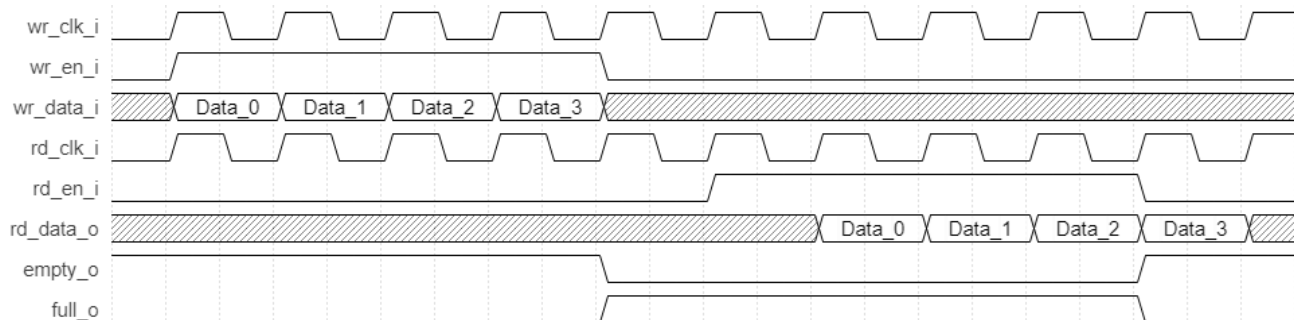 wr_clk_i
wr_en_i
wr_data_i Data_0 Data_1 Data_2 Data_3
rd_clk_i
rd_en_i
rd_data_o Data_0 Data_1 Data_2 Data_3
empty_o
full_o